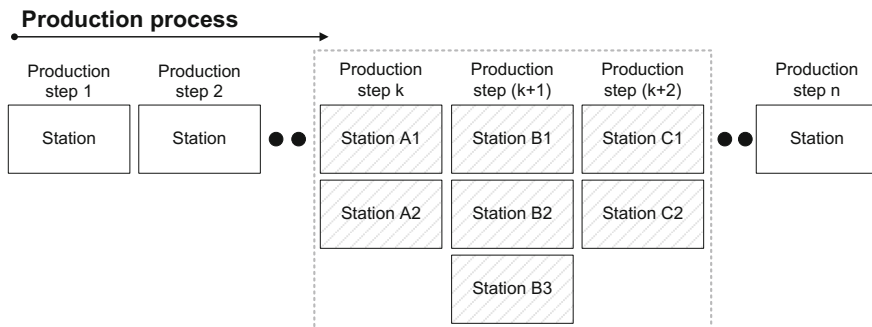 Production process
Production
step 1
Production
step 2
Production
step k
Production
step (k+1)
Production
step (k+2)
Production
step n
Station
Station
Station A1
Station B1
Station C1
Station
Station A2
Station B2
Station C2
Station B3